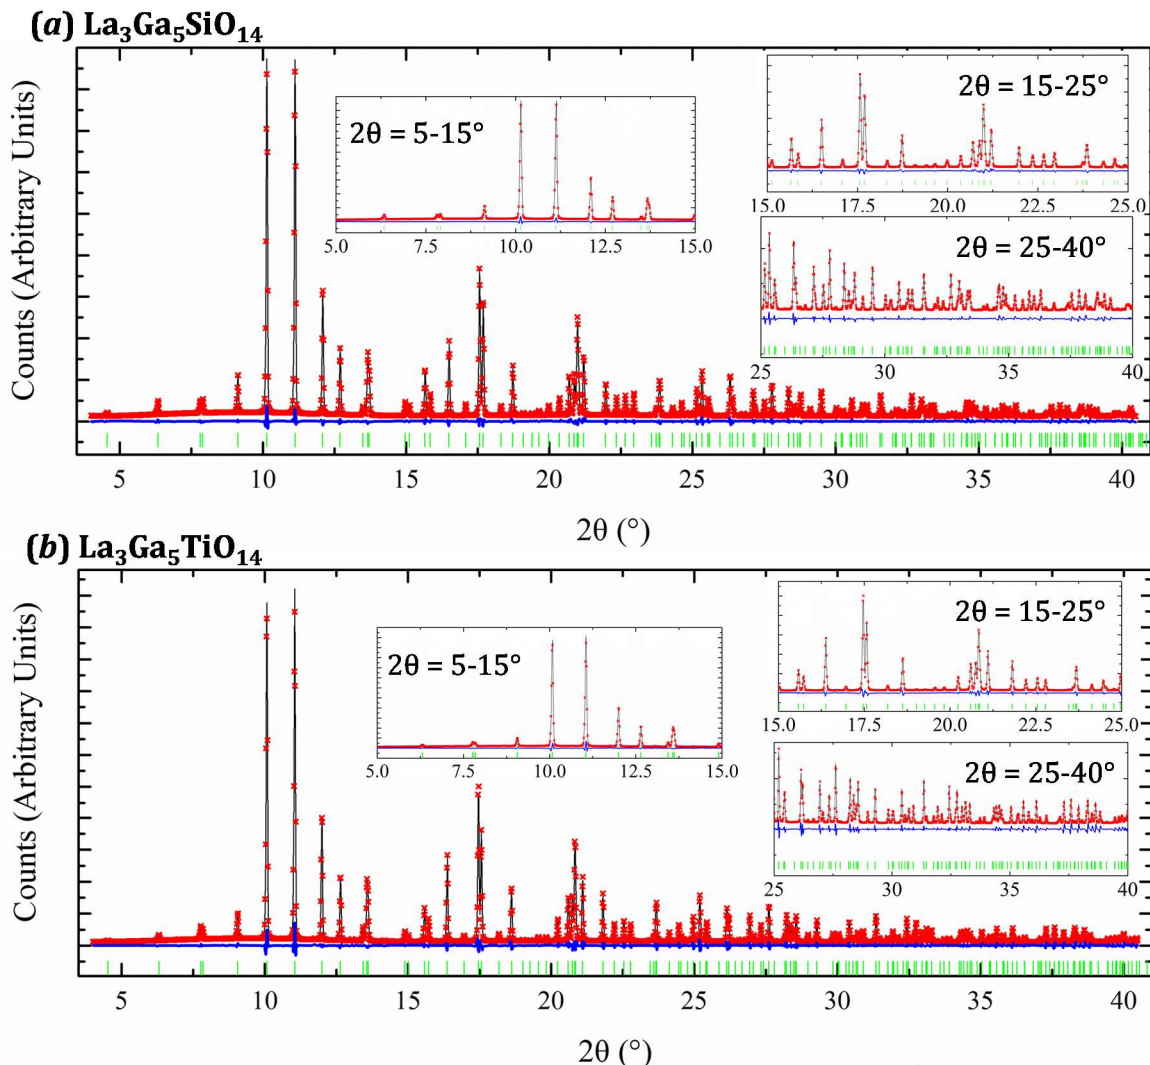 (a) La₃Ga₅SiO₁₄
Counts (Arbitrary Units)
2θ = 5-15°
5.0 7.5 10.0 12.5 15.0
2θ = 15-25°
15.0 17.5 20.0 22.5 25.0
2θ = 25-40°
25 30 35 40
5 10 15 20 25 30 35 40
2θ (°)
(b) La₃Ga₅TiO₁₄
Counts (Arbitrary Units)
2θ = 5-15°
5.0 7.5 10.0 12.5 15.0
2θ = 15-25°
15.0 17.5 20.0 22.5 25.0
2θ = 25-40°
25 30 35 40
5 10 15 20 25 30 35 40
2θ (°)